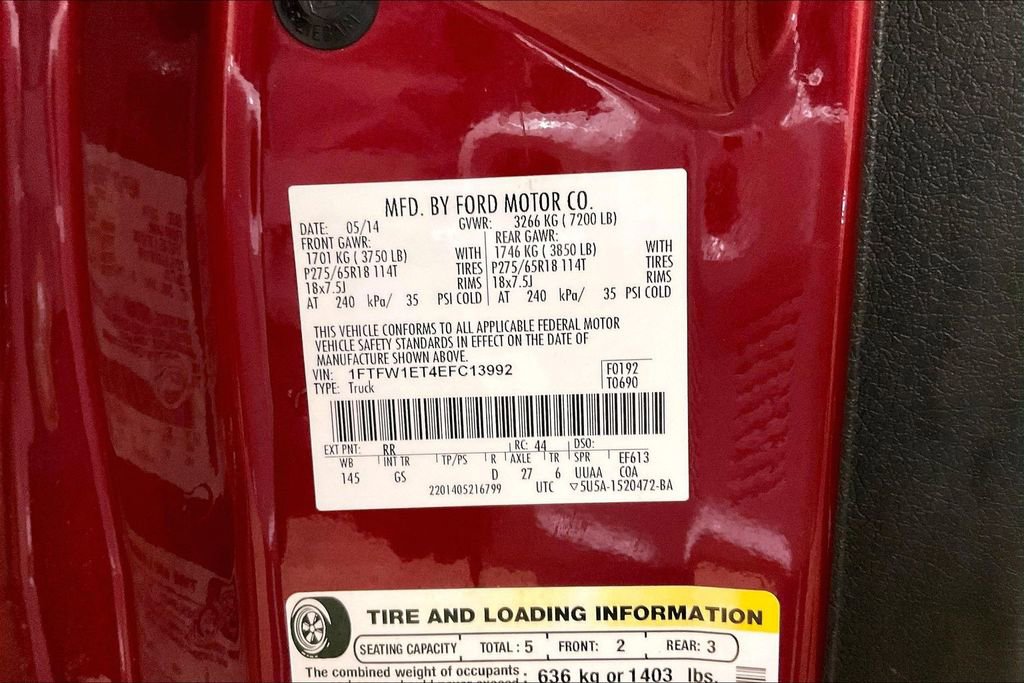 MFD. BY FORD MOTOR CO.
DATE: 05/14 GVWR: 3266 KG ( 7200 LB)
FRONT GAWR: REAR GAWR:
1701 KG ( 3750 LB) WITH 1746 KG ( 3850 LB) WITH
P275/65R18 114T TIRES P275/65R18 114T TIRES
18x7.5J RIMS 18x7.5J RIMS
AT 240 kPa/ 35 PSI COLD AT 240 kPa/ 35 PSI COLD
THIS VEHICLE CONFORMS TO ALL APPLICABLE FEDERAL MOTOR
VEHICLE SAFETY STANDARDS IN EFFECT ON THE DATE OF
MANUFACTURE SHOWN ABOVE.
VIN: 1FTFW1ET4EFC13992 F0192
TYPE: Truck T0690
EXT PNT: RR RC: 44 DSO:
WB INT TR TP/PS R AXLE TR SPR EF613
145 GS D 27 6 UUAA COA
2201405216799 UTC ▽5U5A-1520472-BA
TIRE AND LOADING INFORMATION
SEATING CAPACITY TOTAL : 5 FRONT: 2 REAR: 3
The combined weight of occupants 636 kg or 1403 lbs.